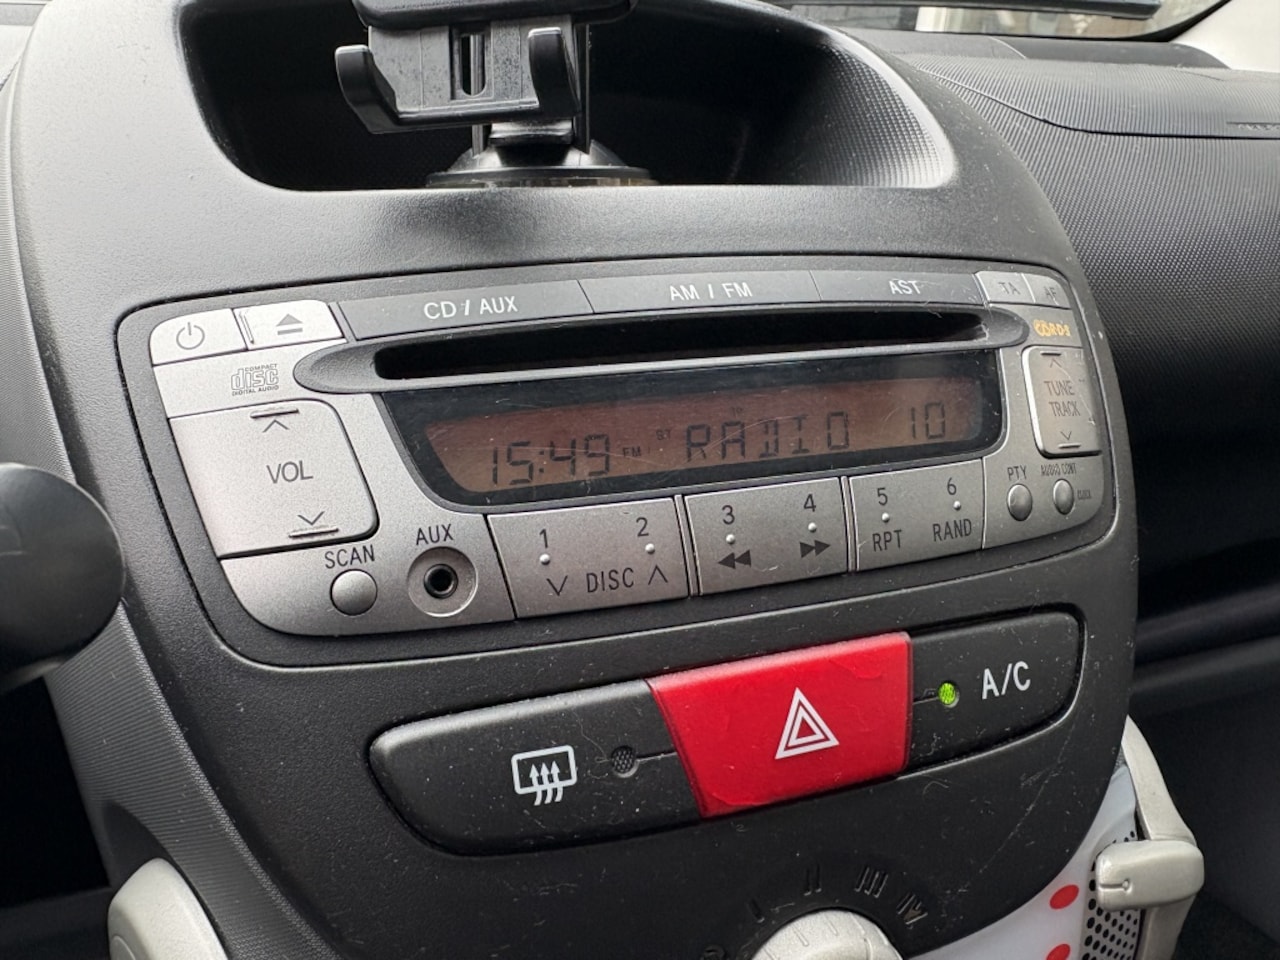 CD / AUX
AM / FM
AST
TA
AF
COMPACT
disc
DIGITAL AUDIO
VOL
15:49 FM ST RADIO 10
TUNE
TRACK
SCAN
AUX
1
2
DISC
3
4
5
RPT
6
RAND
PTY
AUDIO CONT
CLOCK
A/C